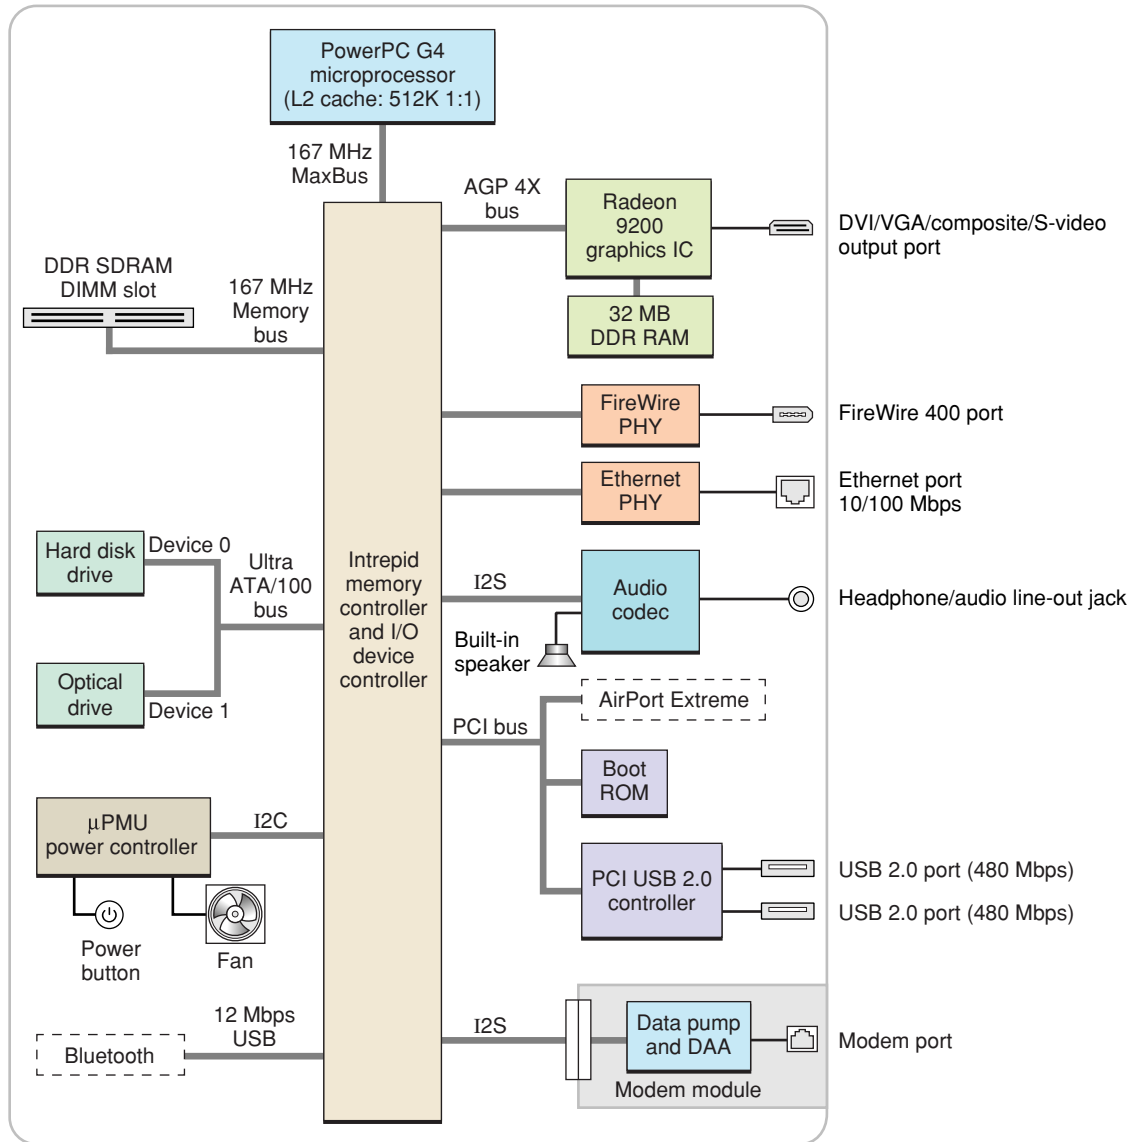 PowerPC G4
microprocessor
(L2 cache: 512K 1:1)
167 MHz
MaxBus
AGP 4X
bus
Radeon
9200
graphics IC
DVI/VGA/composite/S-video
output port
DDR SDRAM
DIMM slot
167 MHz
Memory
bus
32 MB
DDR RAM
FireWire
PHY
FireWire 400 port
Ethernet
PHY
Ethernet port
10/100 Mbps
Hard disk
drive
Device 0
Ultra
ATA/100
bus
Optical
drive
Device 1
Intrepid
memory
controller
and I/O
device
controller
I2S
Audio
codec
Headphone/audio line-out jack
Built-in
speaker
AirPort Extreme
PCI bus
Boot
ROM
µPMU
power controller
I2C
Power
button
Fan
PCI USB 2.0
controller
USB 2.0 port (480 Mbps)
USB 2.0 port (480 Mbps)
12 Mbps
USB
Bluetooth
I2S
Data pump
and DAA
Modem module
Modem port